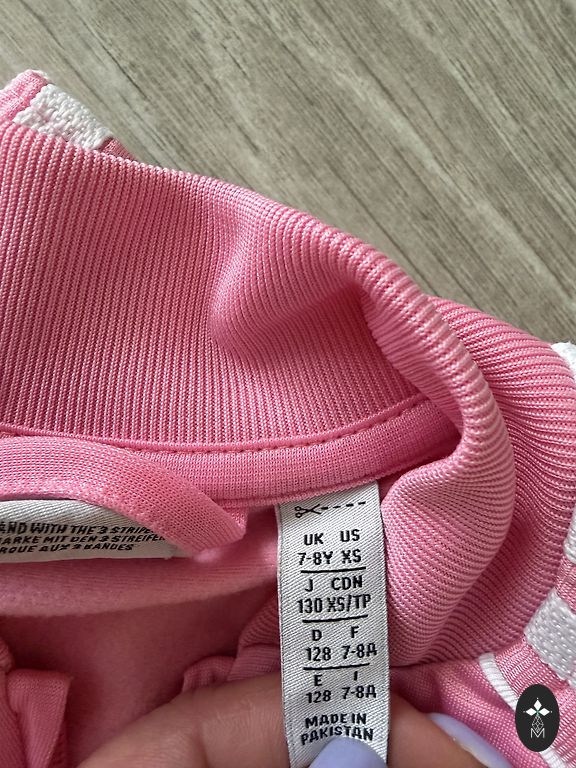 AND WITH THE 3 STRIPE
MARKE MIT DEN 3 STREIFEN
RQUE AUX 3 BANDES
UK US
7-8Y XS
J CDN
130 XS/TP
D F
128 7-8A
E I
128 7-8A
MADE IN
PAKISTAN